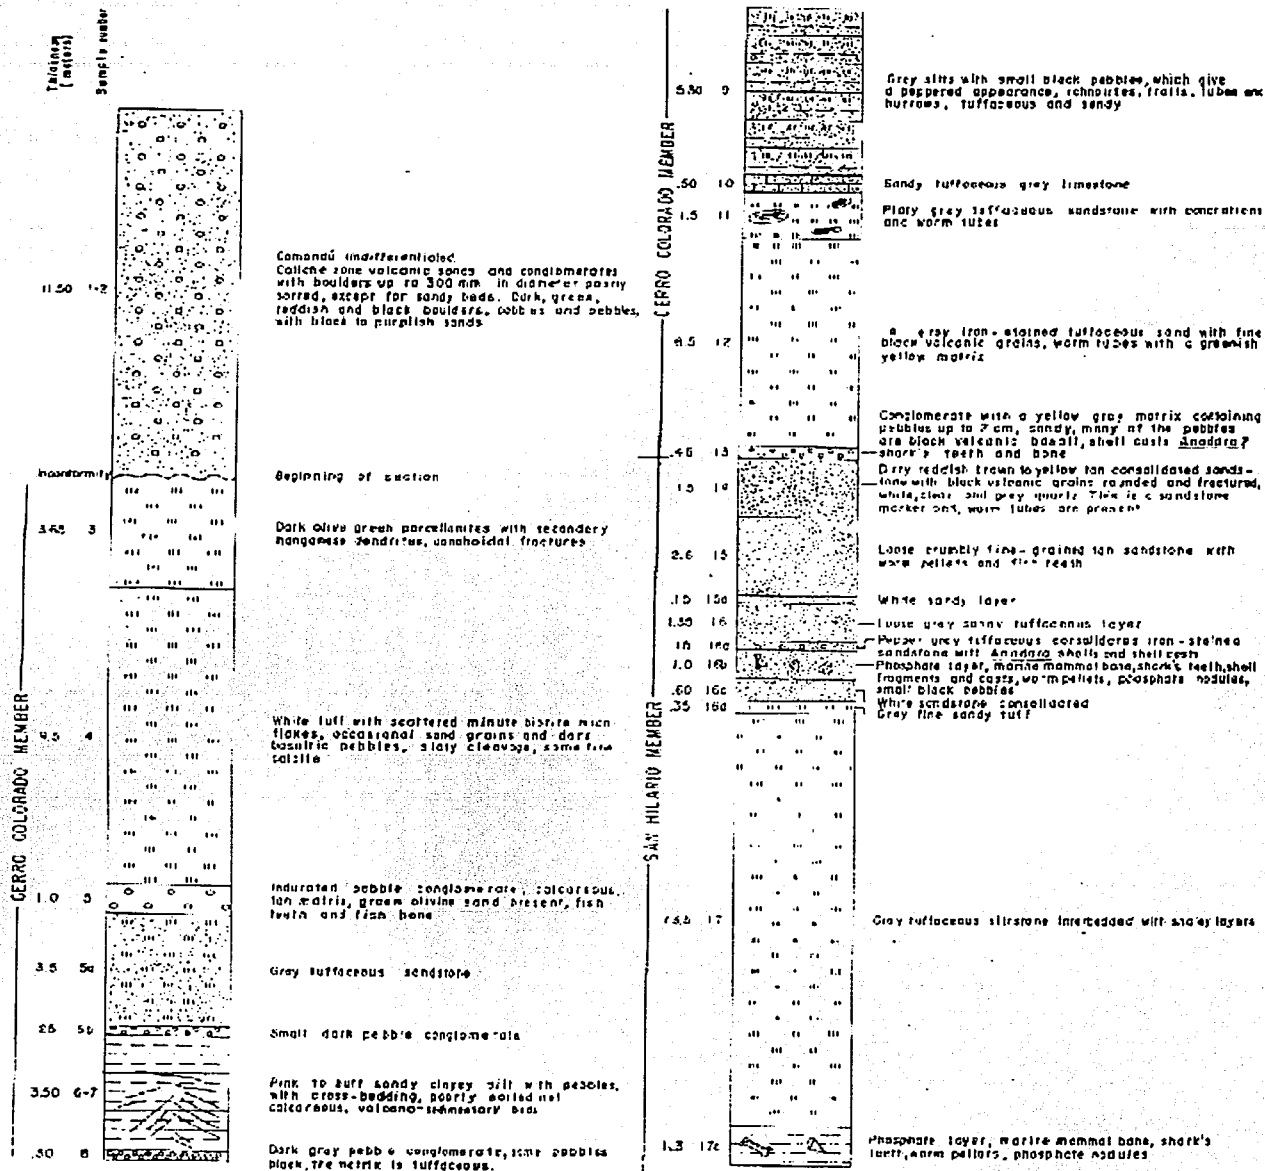 Thickness
(meters)
Sample number
11.50 1-2
Comondú undifferentiated.
Caliche zone volcanic sands and conglomerates
with boulders up to 300 mm in diameter poorly
sorted, except for sandy beds. Dark, green,
reddish and black boulders, cobbles and pebbles,
with black to purplish sands
Beginning of section
3.65 3
Dark olive green porcellanites with secondary
manganese dendrites, conchoidal fractures
CERRO COLORADO MEMBER
9.5 4
White tuff with scattered minute biotite mica
flakes, occasional sand grains and dark
basaltic pebbles, slaty cleavage, some fine
calcite
1.0 5
Indurated pebble conglomerate, calcareous,
tan matrix, green olivine sand present, fish
teeth and fish bone
3.5 5a
Gray tuffaceous sandstone
.25 5b
Small dark pebble conglomerate
3.50 6-7
Pink to buff sandy clayey silt with pebbles,
with cross-bedding, poorly sorted not
calcareous, volcano-sedimentary beds
.30 8
Dark gray pebble conglomerate, some pebbles
black, the matrix is tuffaceous.
CERRO COLORADO MEMBER
5.30 9
Grey silts with small black pebbles, which give
a peppered appearance, ichnolites, trails, tubes and
burrows, tuffaceous and sandy
.50 10
Sandy tuffaceous grey limestone
1.5 11
Platy grey tuffaceous sandstone with concretions
and worm tubes
6.5 12
A gray iron-stained tuffaceous sand with fine
black volcanic grains, worm tubes with a greenish
yellow matrix
.45 13
Conglomerate with a yellow gray matrix containing
pebbles up to 7 cm, sandy, many of the pebbles
are black volcanic basalt, shell casts Anadara?
shark's teeth and bone
1.5 14
Dirty reddish brown to yellow tan consolidated sands-
tone with black volcanic grains rounded and fractured,
white, clear and grey quartz This is a sandstone
marker bed, worm tubes are present
2.6 15
Loose crumbly fine-grained tan sandstone with
worm pellets and fish teeth
.15 15a
White sandy layer
1.35 16
Loose grey sandy tuffaceous layer
.15 16a
Pepper grey tuffaceous consolidated iron-stained
sandstone with Anadara shells and shell casts
1.0 16b
Phosphate layer, marine mammal bone, shark's teeth, shell
fragments and casts, worm pellets, phosphate nodules,
small black pebbles
.60 16c
White sandstone consolidated
.35 16d
Gray fine sandy tuff
SAN HILARIO MEMBER
13.5 17
Gray tuffaceous siltstone interbedded with shaley layers
1.3 17c
Phosphate layer, marine mammal bone, shark's
teeth, worm pellets, phosphate nodules